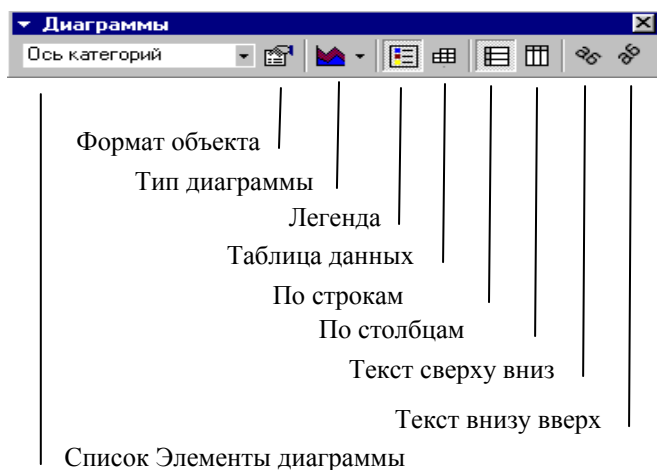 Диаграммы
Ось категорий
Формат объекта
Тип диаграммы
Легенда
Таблица данных
По строкам
По столбцам
Текст сверху вниз
Текст внизу вверх
Список Элементы диаграммы